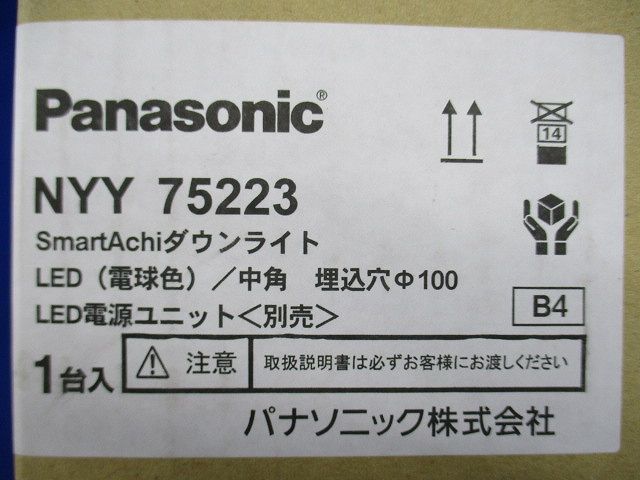 Panasonic®
14
NYY 75223
SmartAchiダウンライト
LED（電球色）／中角 埋込穴Φ100
LED電源ユニット＜別売＞
B4
1台入
注意 取扱説明書は必ずお客様にお渡しください
パナソニック株式会社